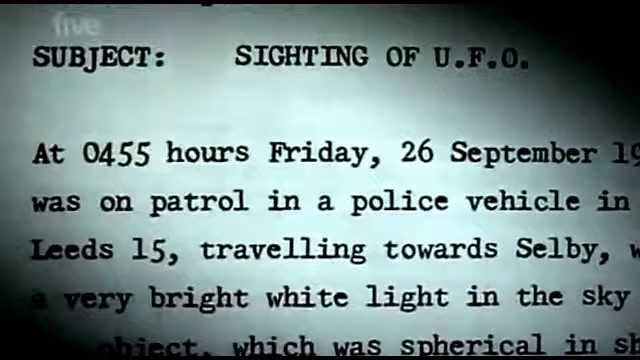 five
SUBJECT: SIGHTING OF U.F.O.
At 0455 hours Friday, 26 September 19
was on patrol in a police vehicle in
Leeds 15, travelling towards Selby, w
a very bright white light in the sky
object, which was spherical in sh